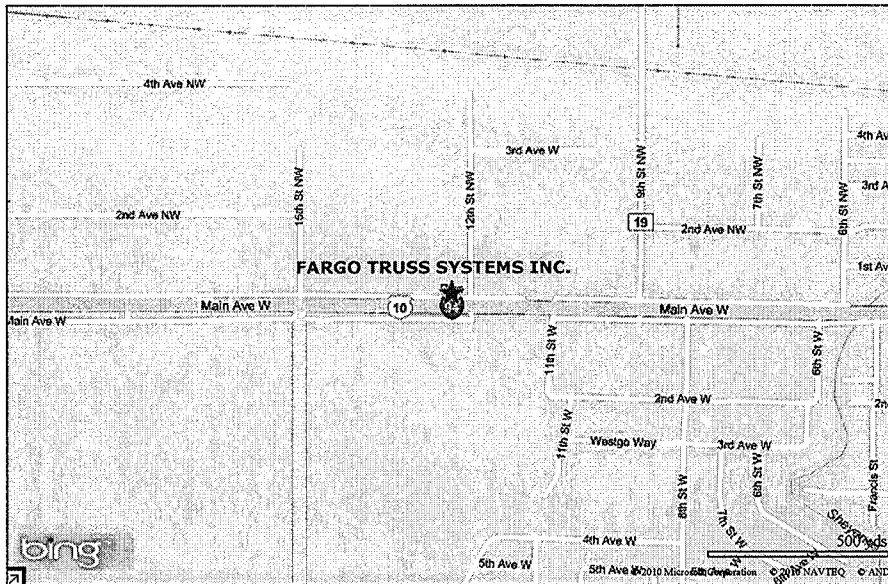 4th Ave NW
3rd Ave W
4th Av
15th St NW
12th St NW
9th St NW
7th St NW
6th St NW
3rd A
2nd Ave NW
19
2nd Ave NW
FARGO TRUSS SYSTEMS INC.
1st Av
Main Ave W
10
Main Ave W
Main Ave W
11th St W
6th St W
2nd Ave W
2n
11th St W
Westgo Way
3rd Ave W
8th St W
6th St W
7th St W
Francis St
Sheyenn
bing
4th Ave W
500 yds
5th Ave W
5th Ave W
© 2010 Microsoft Corporation © 2010 NAVTEQ © AND